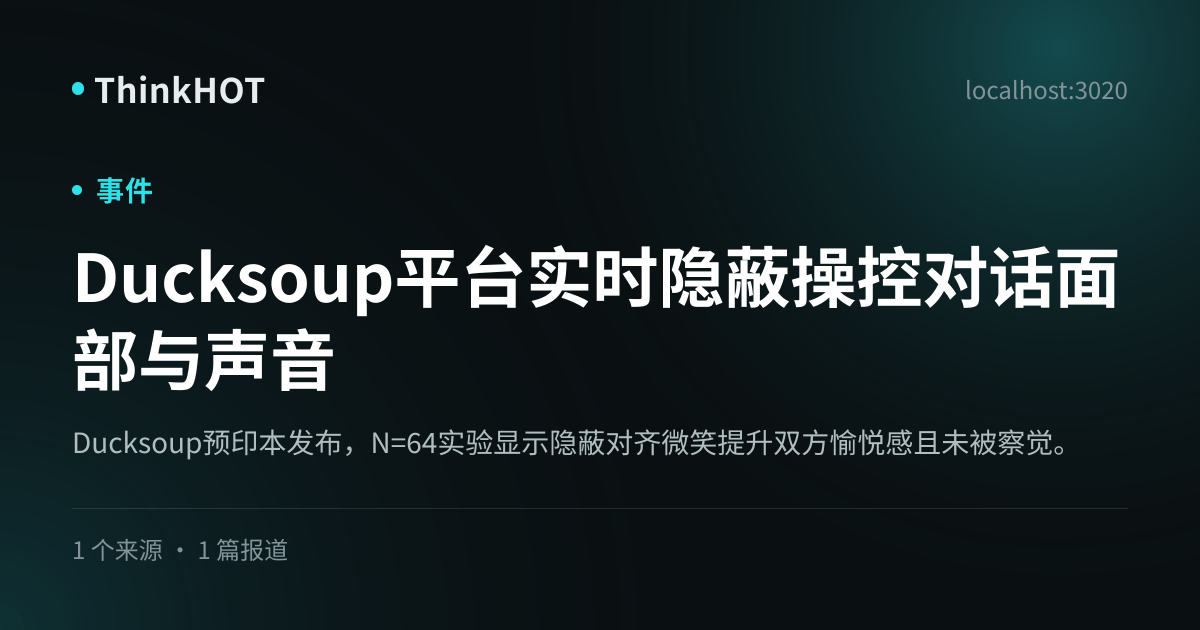 ThinkHOT
localhost:3020
事件
Ducksoup平台实时隐蔽操控对话面
部与声音
Ducksoup预印本发布，N=64实验显示隐蔽对齐微笑提升双方愉悦感且未被察觉。
1 个来源 · 1 篇报道